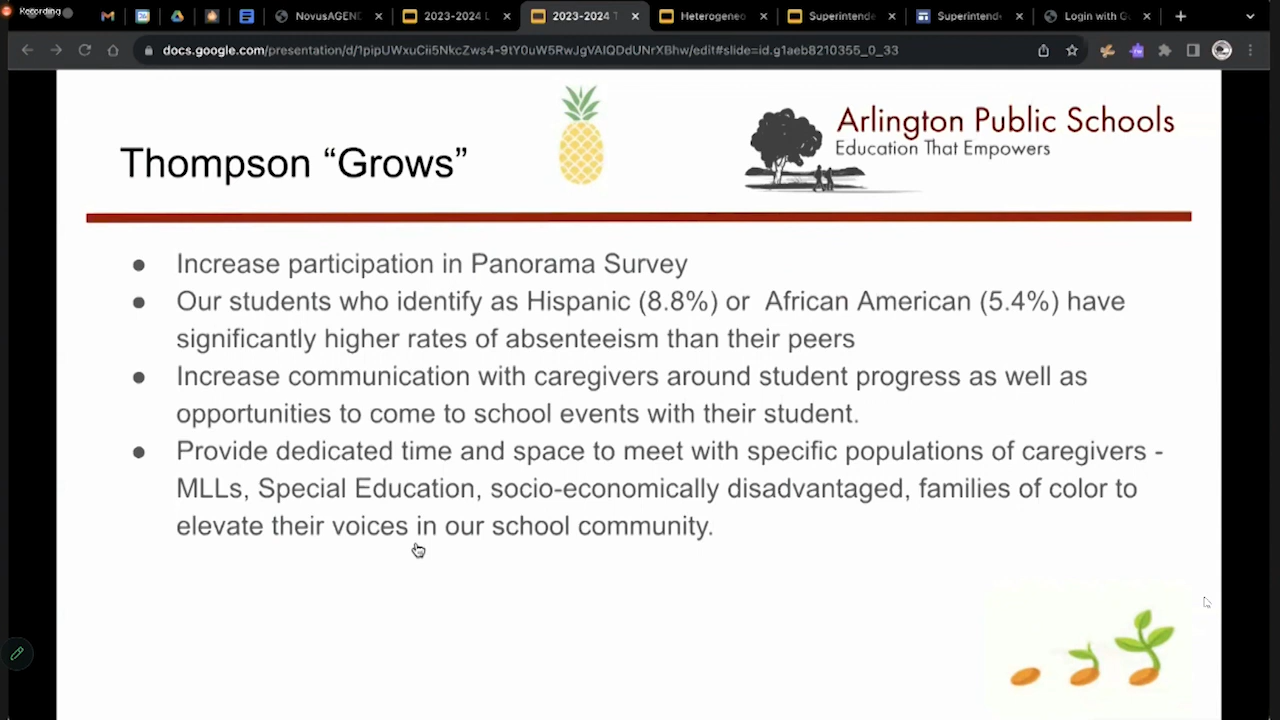 Recording
NovusAGEND
2023-2024 L
2023-2024 T
Heterogeneo
Superintende
Superintende
Login with G
docs.google.com/presentation/d/1pipUWxuCii5NkcZws4-9tY0uW5RwJgVAIQDdUNrXBhw/edit#slide=id.g1aeb8210355_0_33
Arlington Public Schools
Education That Empowers
Thompson “Grows”
● Increase participation in Panorama Survey
● Our students who identify as Hispanic (8.8%) or African American (5.4%) have
significantly higher rates of absenteeism than their peers
● Increase communication with caregivers around student progress as well as
opportunities to come to school events with their student.
● Provide dedicated time and space to meet with specific populations of caregivers -
MLLs, Special Education, socio-economically disadvantaged, families of color to
elevate their voices in our school community.